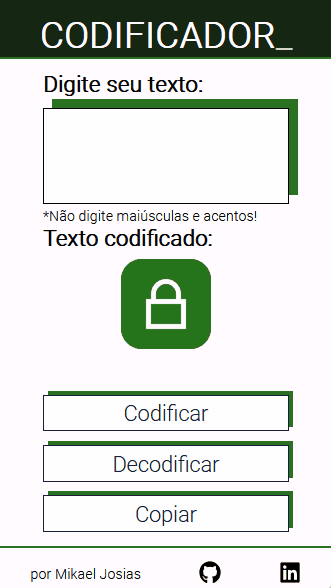 CODIFICADOR_
Digite seu texto:
*Não digite maiúsculas e acentos!
Texto codificado:
Codificar
Decodificar
Copiar
por Mikael Josias